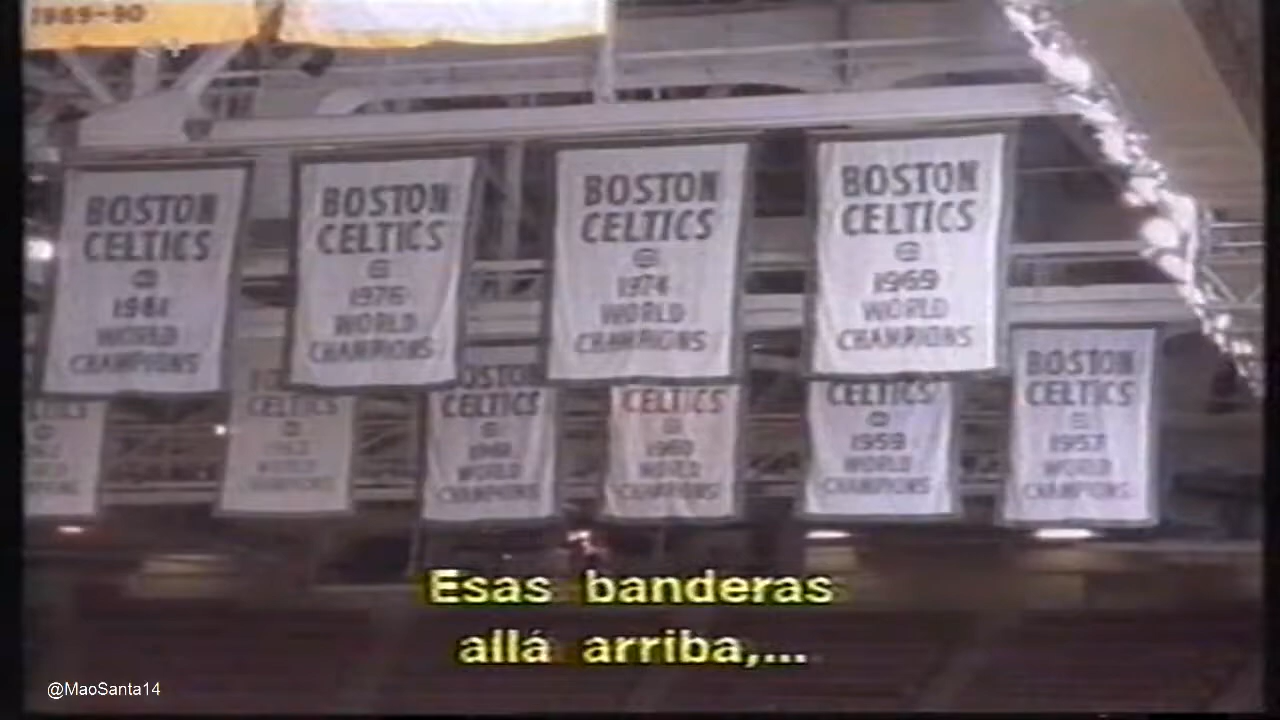 1989-90
BOSTON
CELTICS
1981
WORLD
CHAMPIONS
BOSTON
CELTICS
1976
WORLD
CHAMPIONS
BOSTON
CELTICS
1974
WORLD
CHAMPIONS
BOSTON
CELTICS
1969
WORLD
CHAMPIONS
CELTICS
WORLD
CHAMPIONS
CELTICS
WORLD
CHAMPIONS
CELTICS
1960
WORLD
CHAMPIONS
CELTICS
1959
WORLD
CHAMPIONS
BOSTON
CELTICS
1957
WORLD
CHAMPIONS
Esas banderas
allá arriba,...
@MaoSanta14